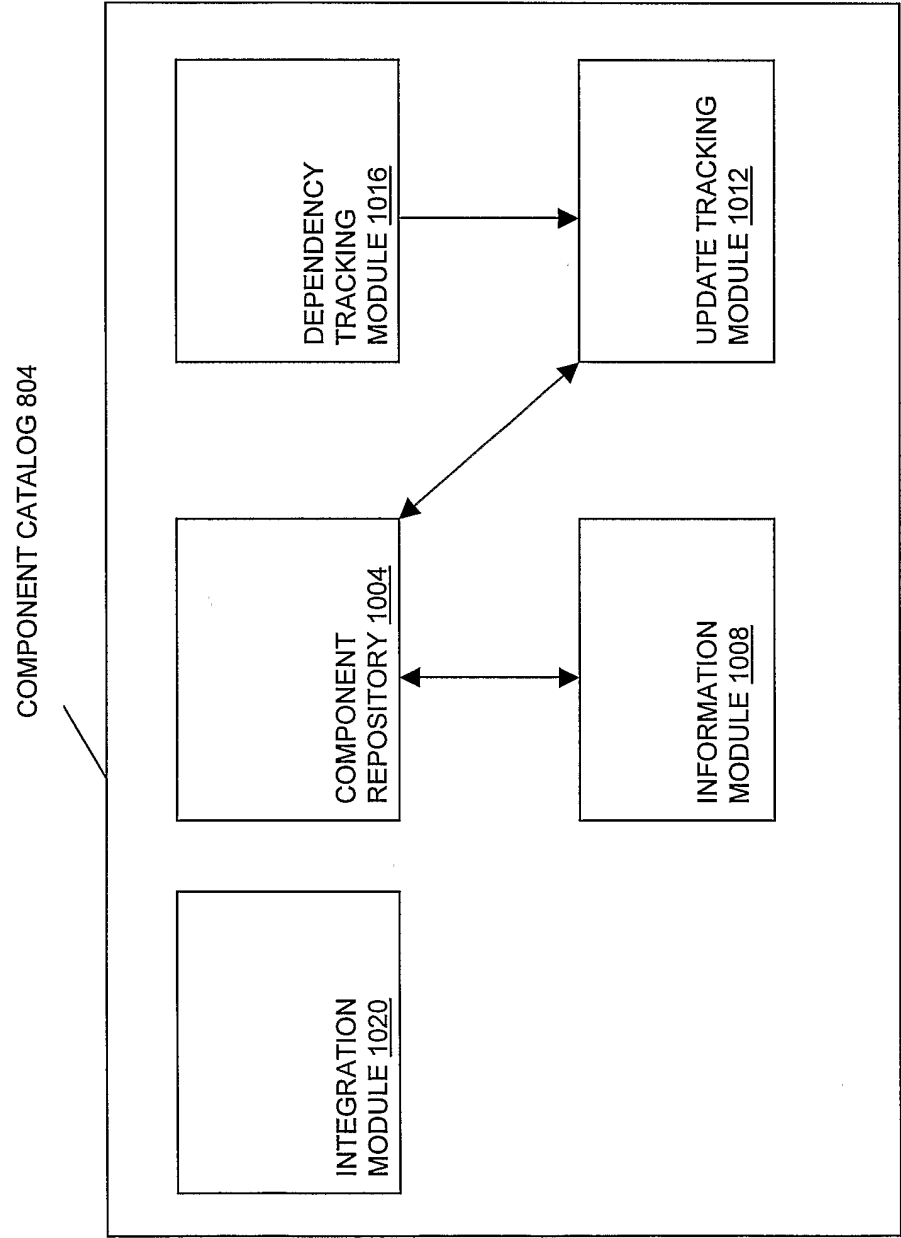 COMPONENT CATALOG 804
INTEGRATION
MODULE 1020
COMPONENT
REPOSITORY 1004
DEPENDENCY
TRACKING
MODULE 1016
INFORMATION
MODULE 1008
UPDATE TRACKING
MODULE 1012